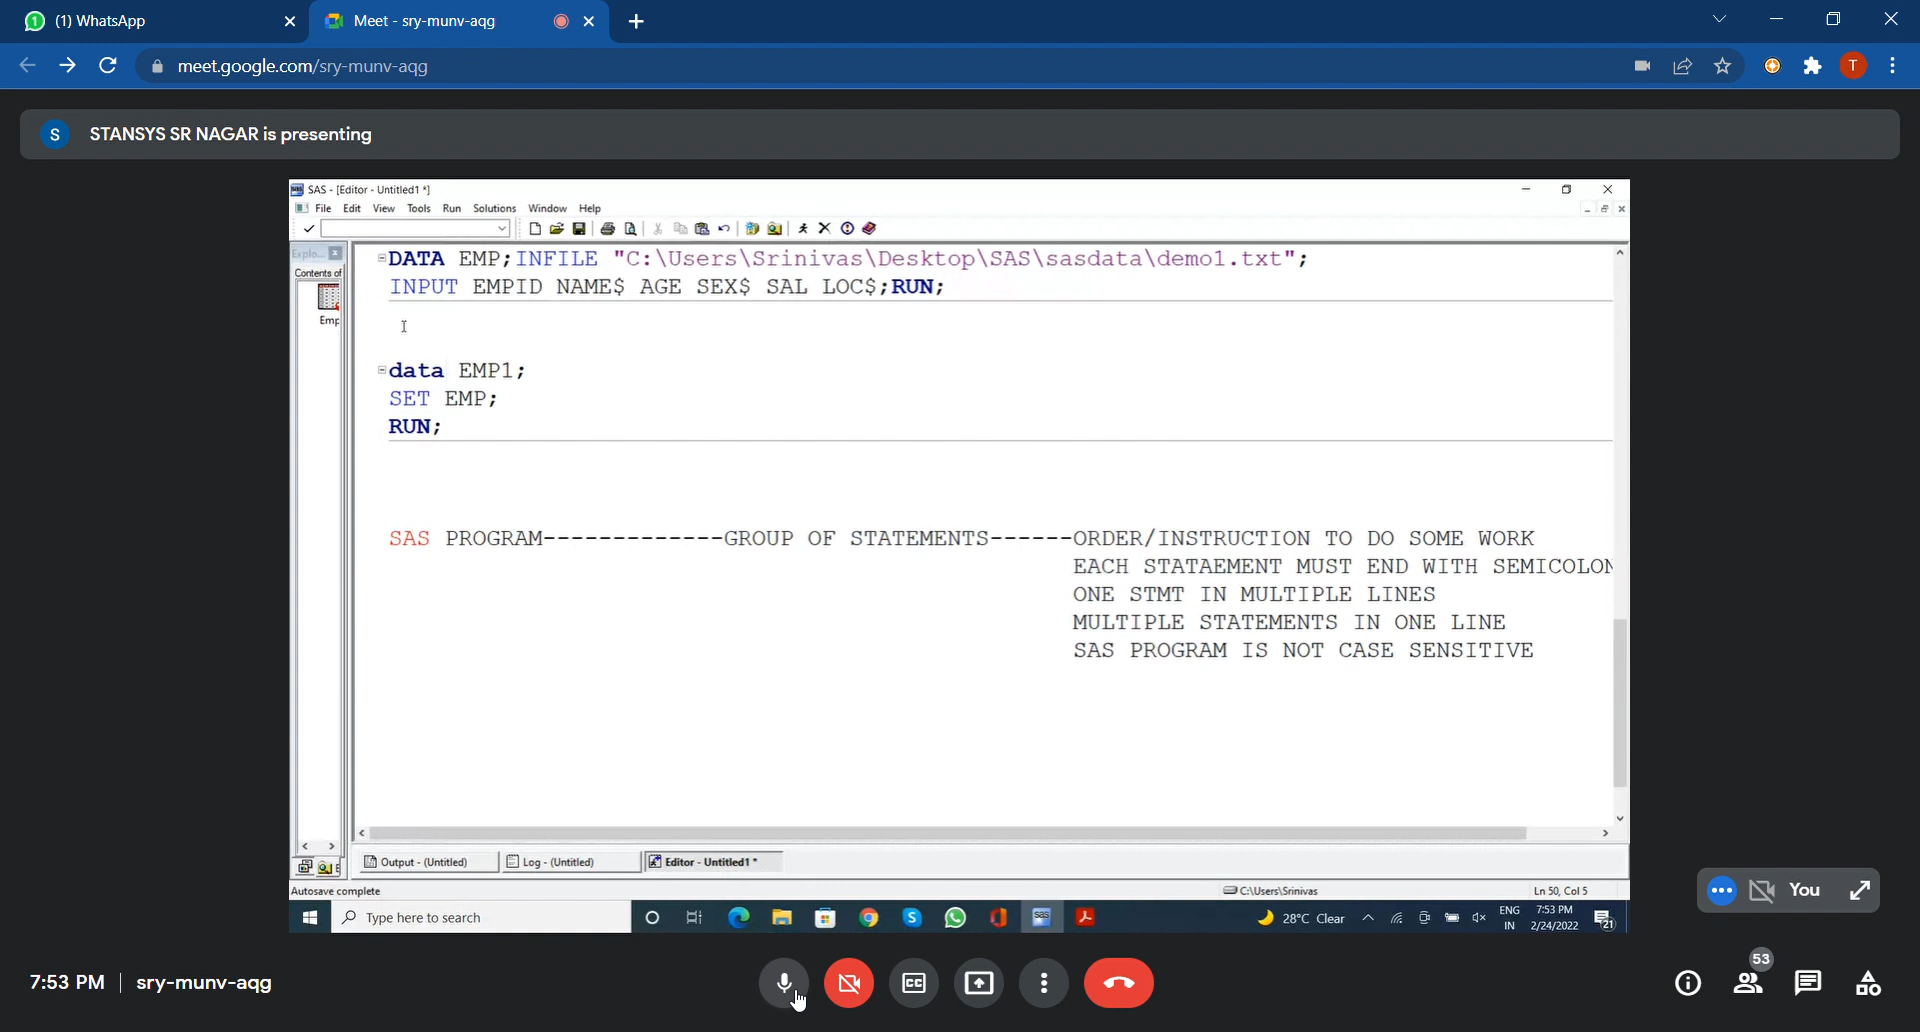 (1) WhatsApp
Meet - sry-munv-aqg
meet.google.com/sry-munv-aqg
T
S STANSYS SR NAGAR is presenting
SAS - [Editor - Untitled1 *]
File Edit View Tools Run Solutions Window Help
Explo...
Contents of
Emp
DATA EMP;INFILE "C:\Users\Srinivas\Desktop\SAS\sasdata\demo1.txt";
INPUT EMPID NAME$ AGE SEX$ SAL LOC$;RUN;
data EMP1;
SET EMP;
RUN;
SAS PROGRAM-------------GROUP OF STATEMENTS------ORDER/INSTRUCTION TO DO SOME WORK
EACH STATAEMENT MUST END WITH SEMICOLON
ONE STMT IN MULTIPLE LINES
MULTIPLE STATEMENTS IN ONE LINE
SAS PROGRAM IS NOT CASE SENSITIVE
Output - (Untitled) Log - (Untitled) Editor - Untitled1 *
Autosave complete C:\Users\Srinivas Ln 50, Col 5
Type here to search 28°C Clear ENG IN 7:53 PM 2/24/2022 21
You
7:53 PM sry-munv-aqg
53